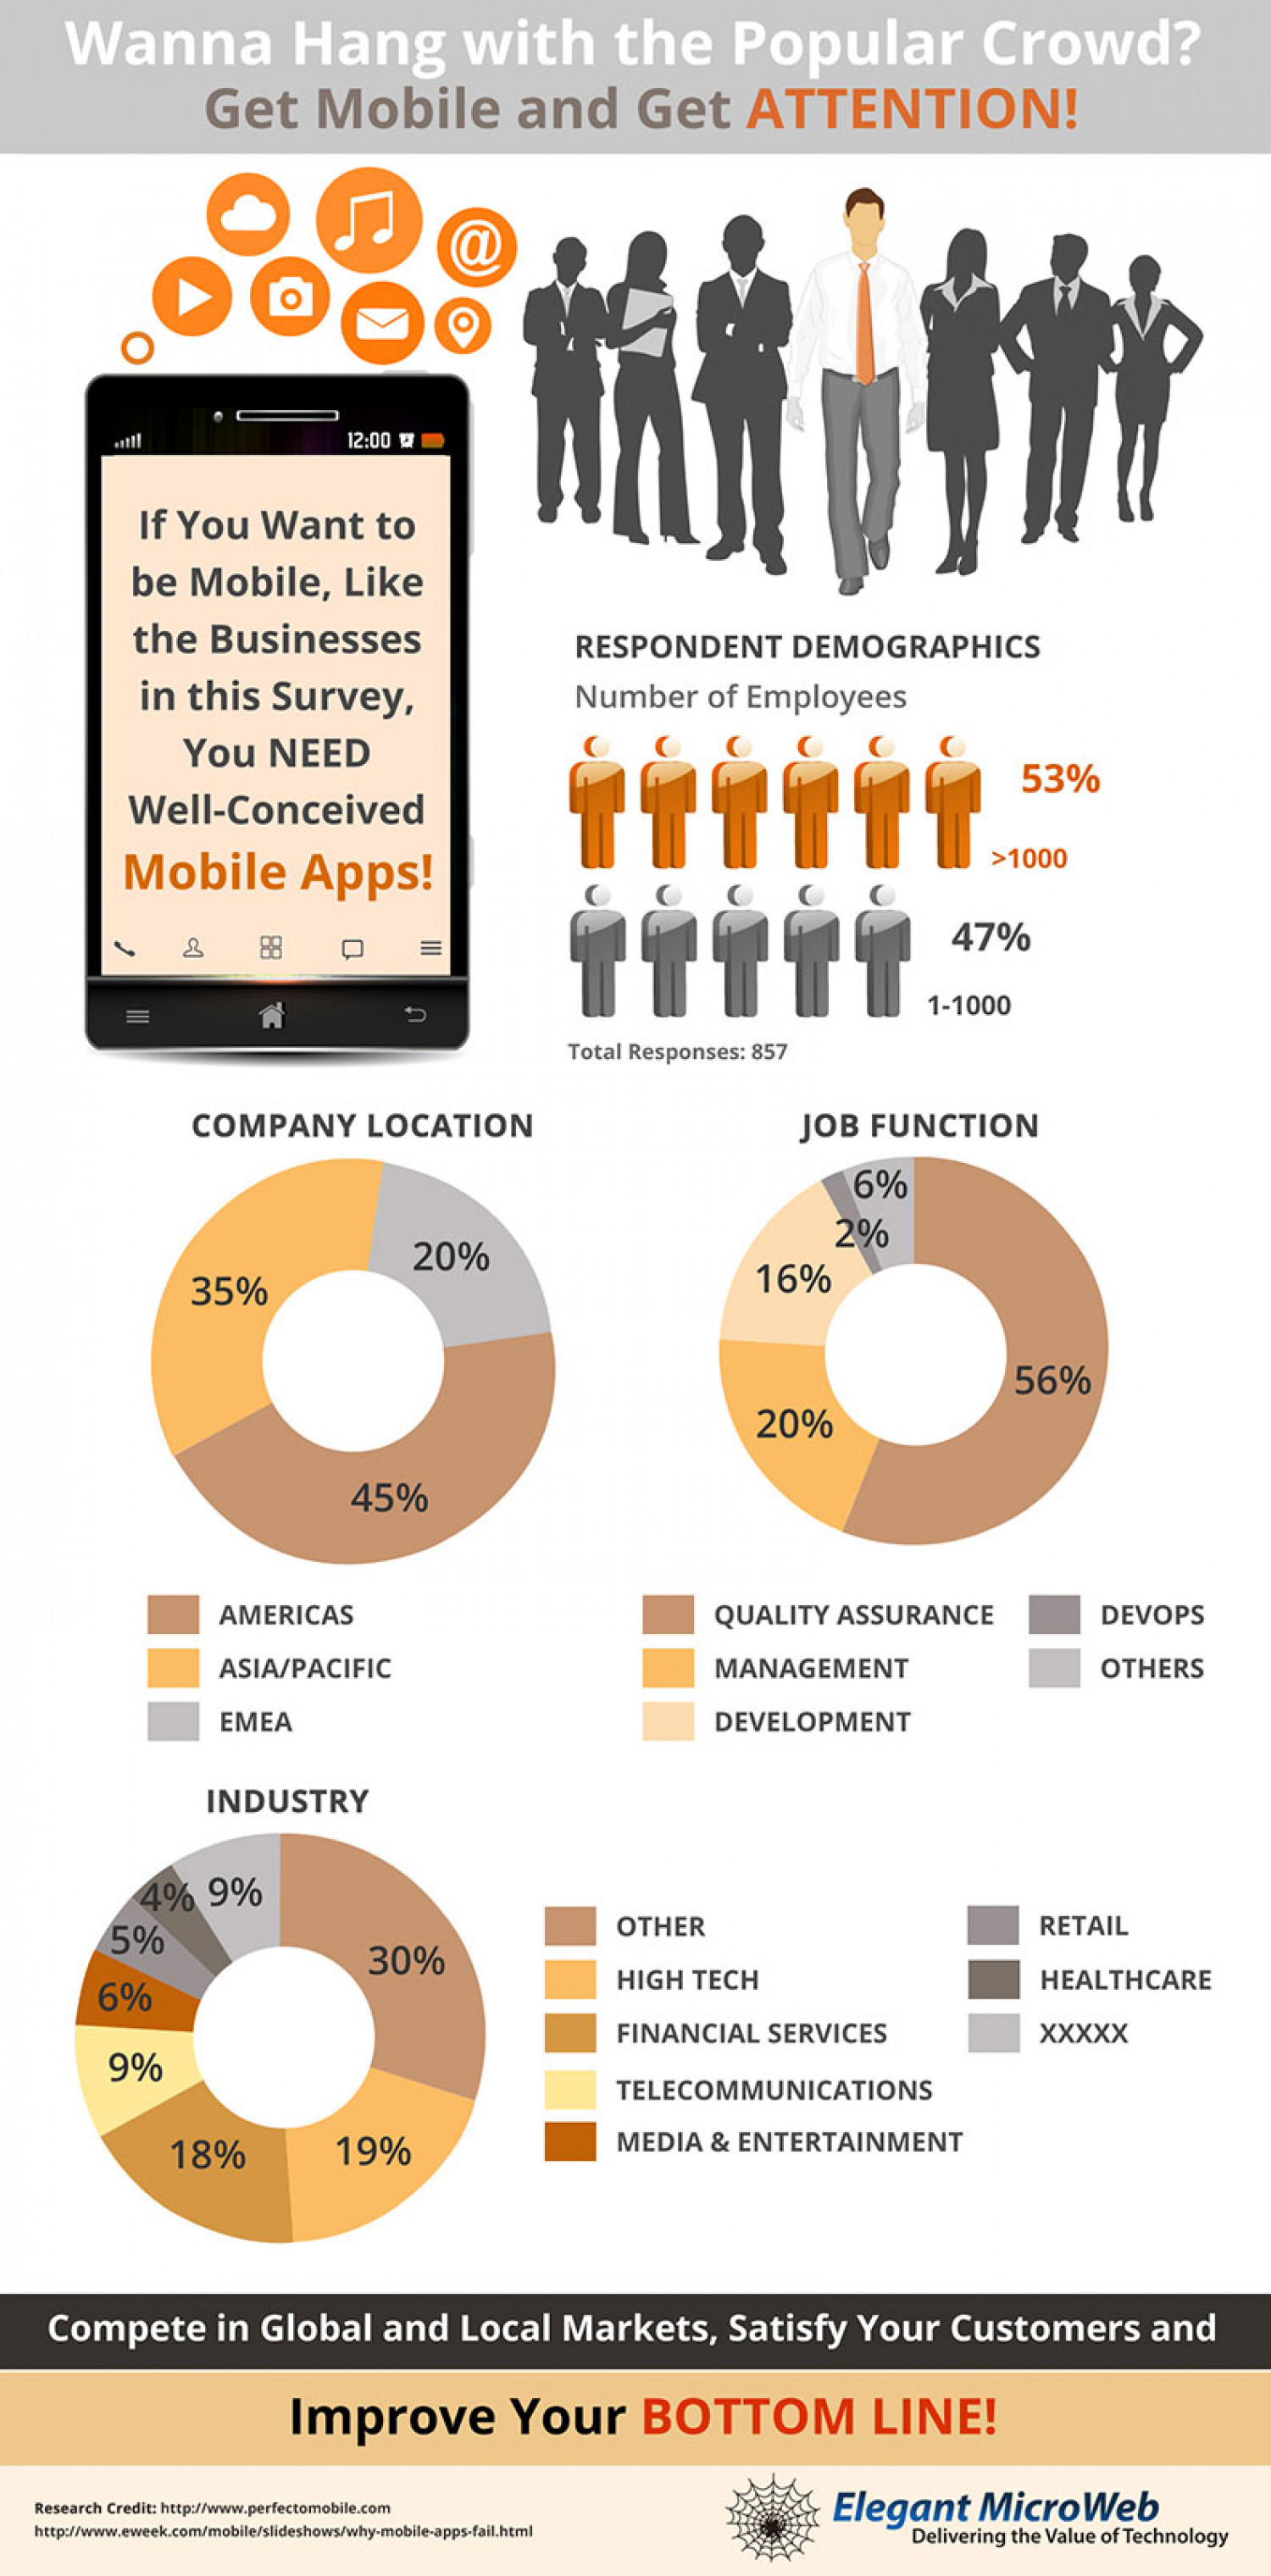 Wanna Hang with the Popular Crowd?
Get Mobile and Get ATTENTION!
@
12:00
If You Want to
be Mobile, Like
the Businesses
in this Survey,
You NEED
Well-Conceived
Mobile Apps!
RESPONDENT DEMOGRAPHICS
Number of Employees
53%
>1000
47%
1-1000
Total Responses: 857
COMPANY LOCATION
20%
35%
45%
AMERICAS
ASIA/PACIFIC
EMEA
JOB FUNCTION
6%
2%
16%
56%
20%
QUALITY ASSURANCE
MANAGEMENT
DEVELOPMENT
DEVOPS
OTHERS
INDUSTRY
4%
9%
5%
30%
6%
9%
18%
19%
OTHER
HIGH TECH
FINANCIAL SERVICES
TELECOMMUNICATIONS
MEDIA & ENTERTAINMENT
RETAIL
HEALTHCARE
XXXXX
Compete in Global and Local Markets, Satisfy Your Customers and
Improve Your BOTTOM LINE!
Research Credit: http://www.perfectomobile.com
http://www.eweek.com/mobile/slideshows/why-mobile-apps-fail.html
Elegant MicroWeb
Delivering the Value of Technology